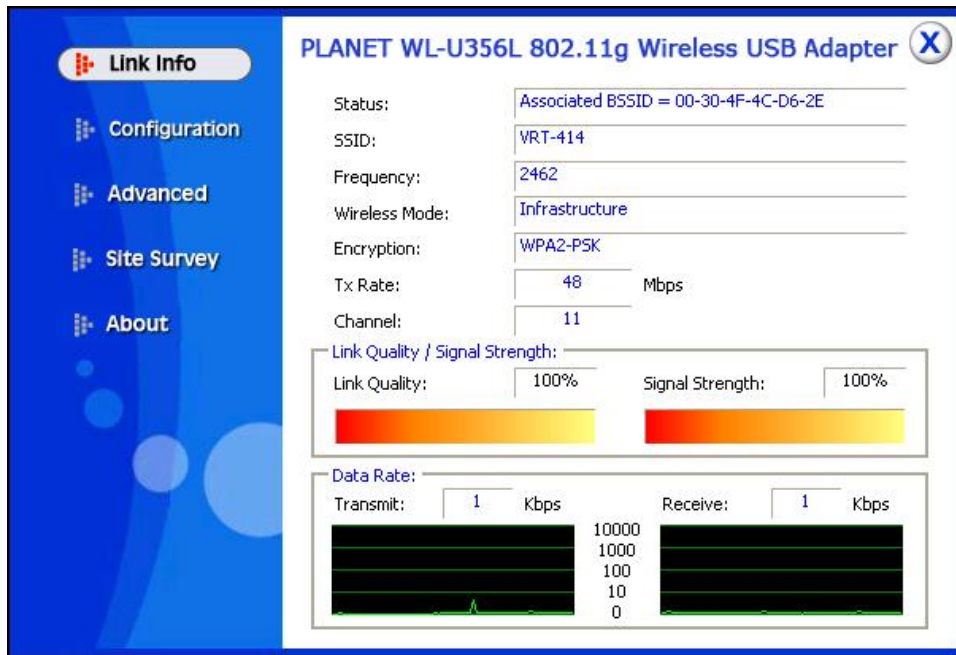 PLANET WL-U356L 802.11g Wireless USB Adapter X
Link Info
Configuration
Advanced
Site Survey
About
Status: Associated BSSID = 00-30-4F-4C-D6-2E
SSID: VRT-414
Frequency: 2462
Wireless Mode: Infrastructure
Encryption: WPA2-PSK
Tx Rate: 48 Mbps
Channel: 11
Link Quality / Signal Strength:
Link Quality: 100% Signal Strength: 100%
Data Rate:
Transmit: 1 Kbps Receive: 1 Kbps
10000
1000
100
10
0